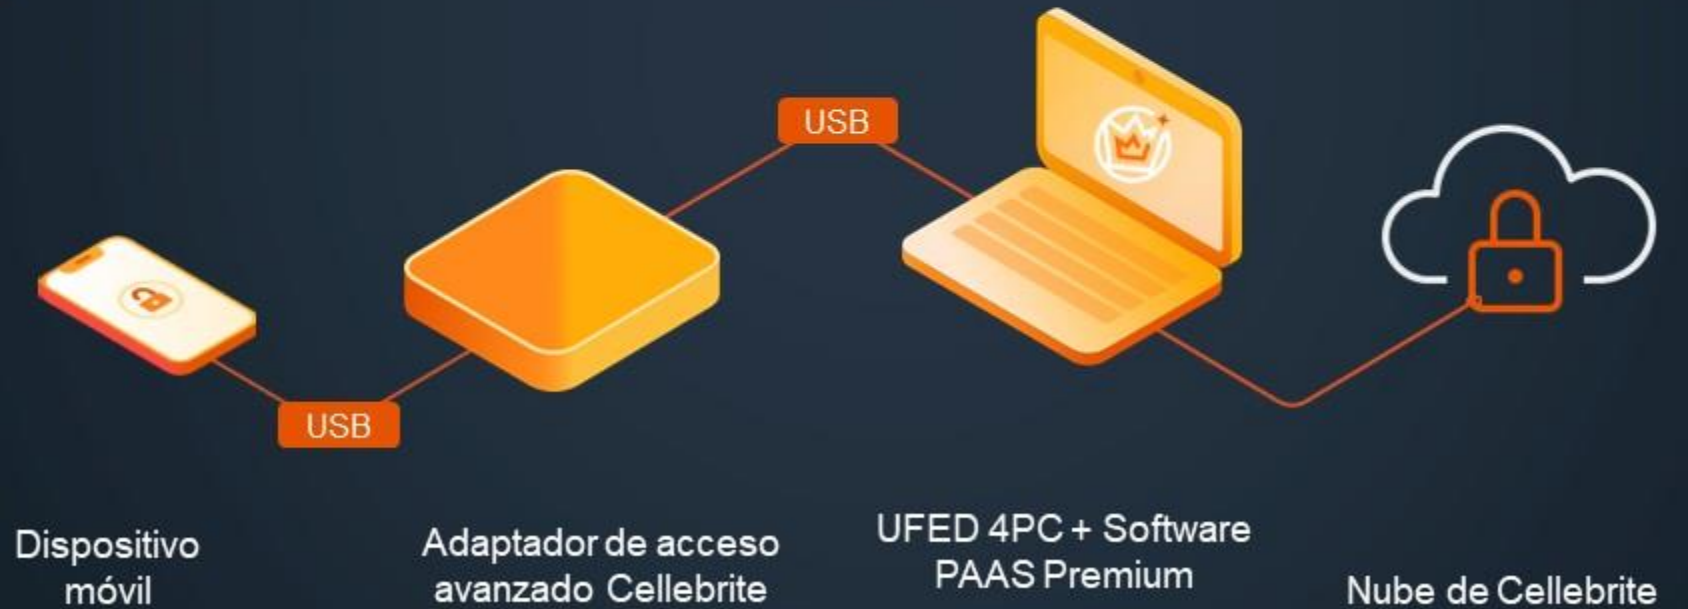 USB
USB
Dispositivo
móvil
Adaptador de acceso
avanzado Cellebrite
UFED 4PC + Software
PAAS Premium
Nube de Cellebrite